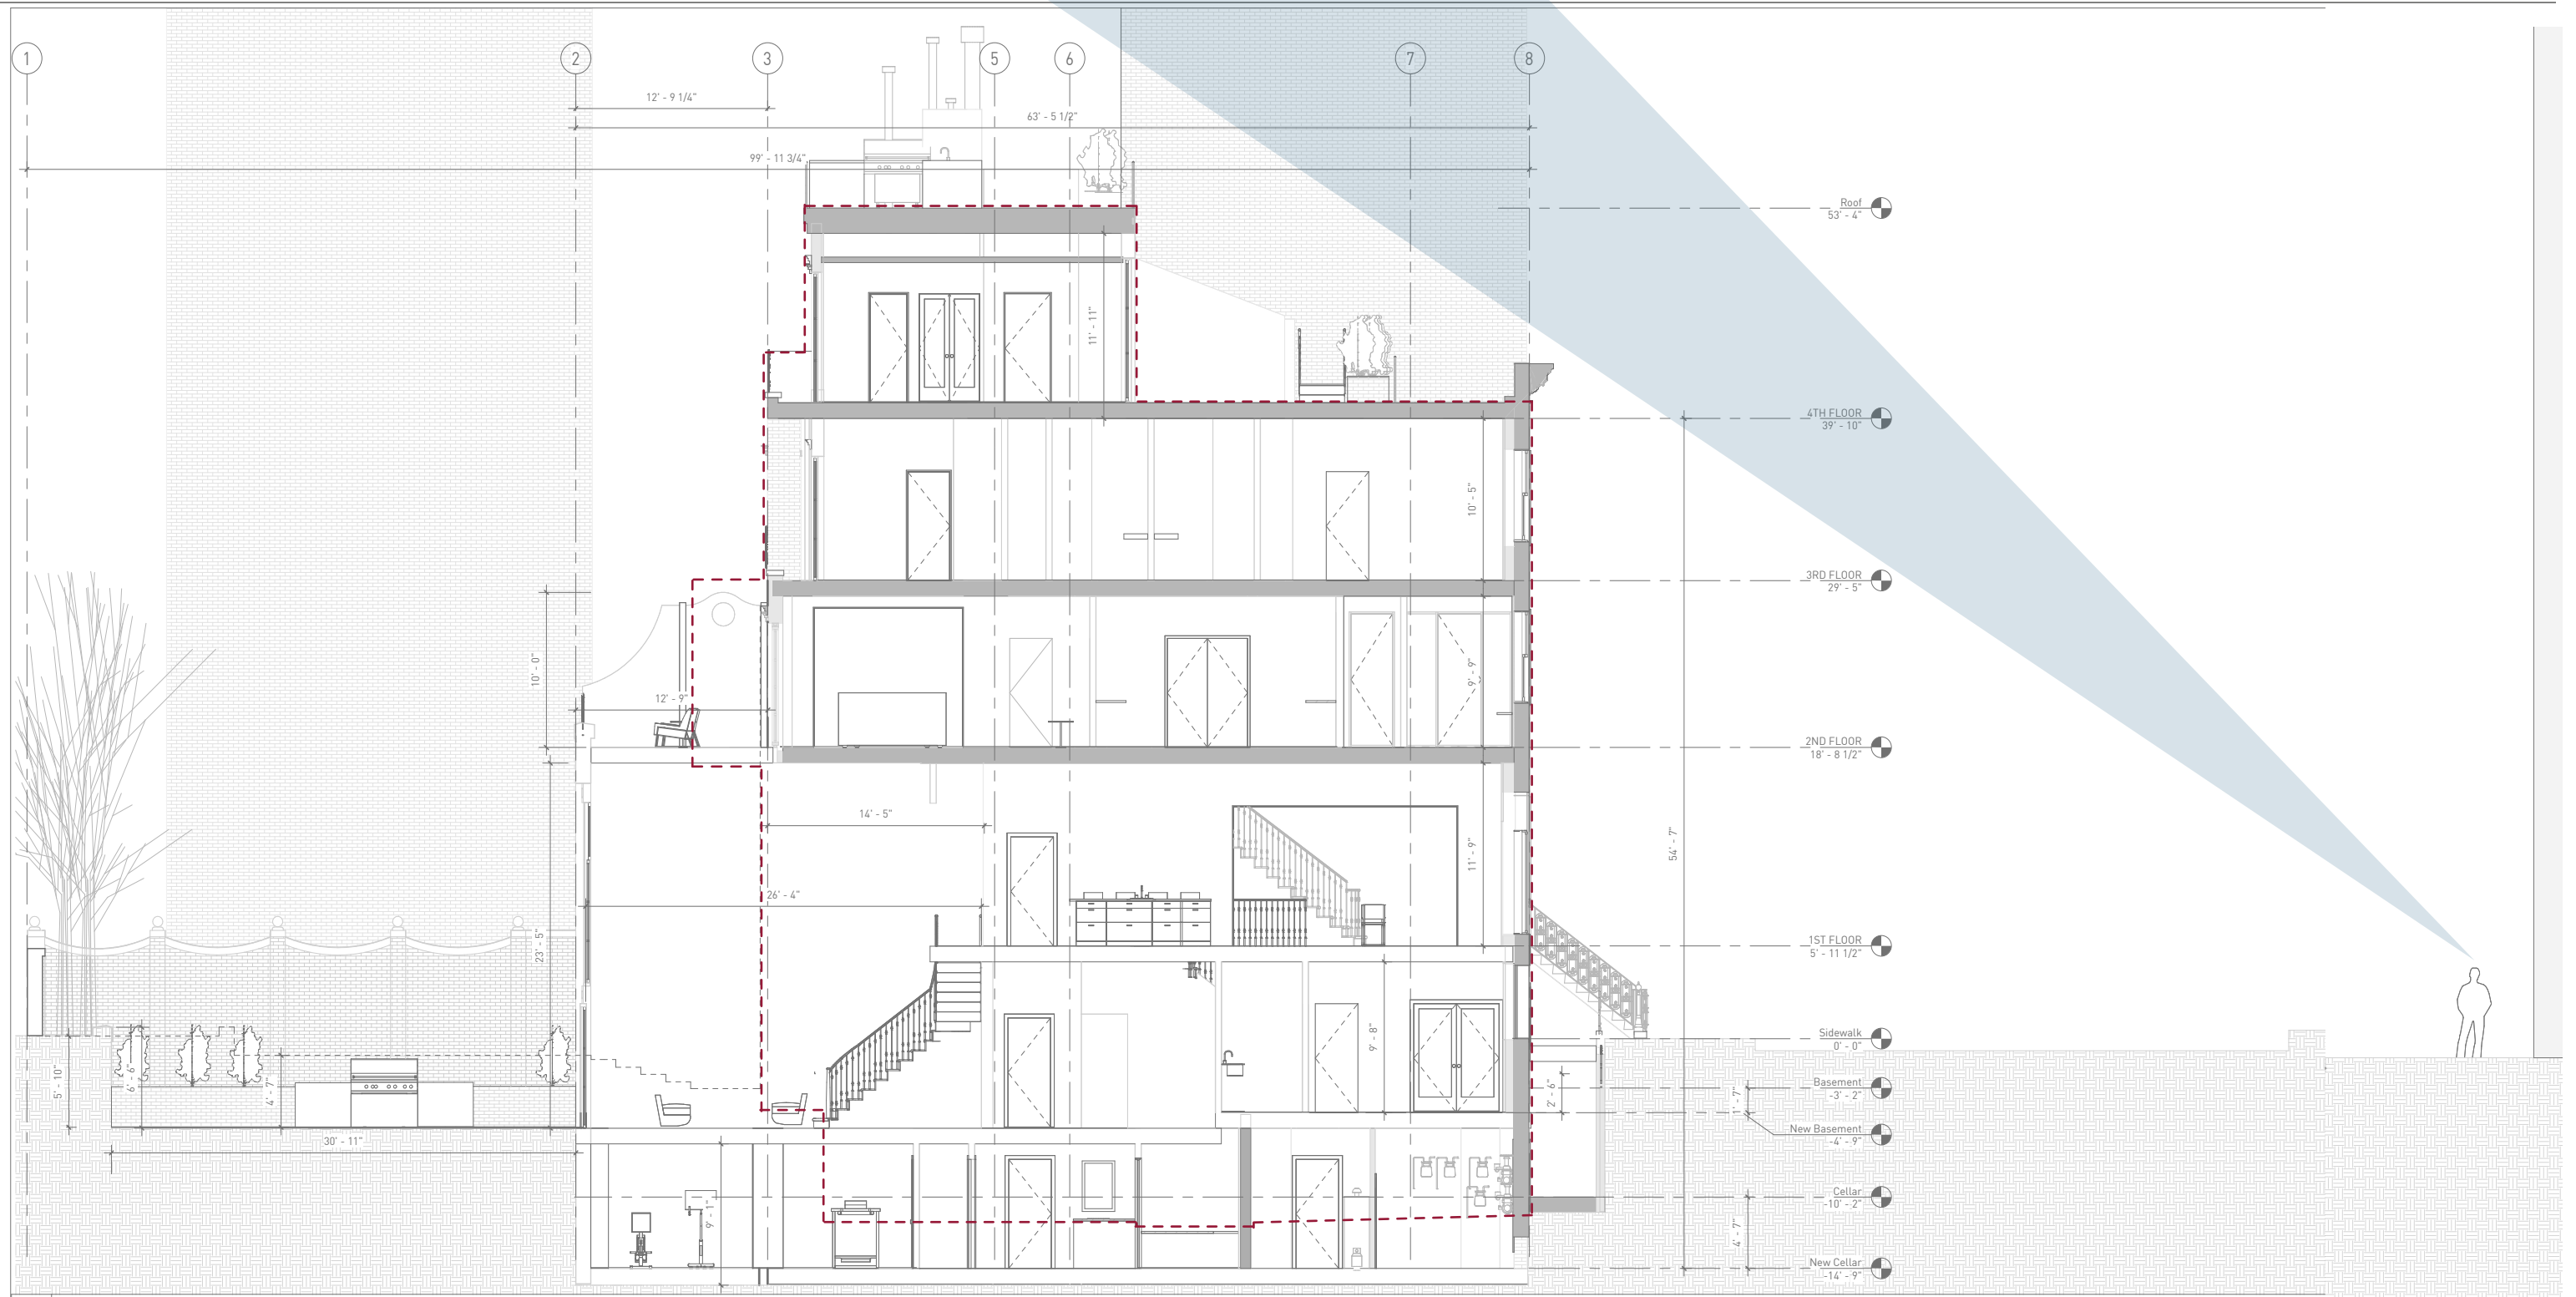 1
2
3
5
6
7
8
12' - 9 1/4"
63' - 5 1/2"
99' - 11 3/4"
Roof
53' - 4"
11' - 11"
4TH FLOOR
39' - 10"
10' - 5"
3RD FLOOR
29' - 5"
10' - 0"
12' - 9"
9' - 9"
2ND FLOOR
18' - 8 1/2"
14' - 5"
11' - 9"
54' - 7"
26' - 4"
23' - 5"
1ST FLOOR
5' - 11 1/2"
9' - 8"
Sidewalk
0' - 0"
5' - 10"
6' - 6"
4' - 7"
2' - 6"
Basement
-3' - 2"
1' - 7"
New Basement
-4' - 9"
30' - 11"
9' - 1"
Cellar
-10' - 2"
4' - 7"
New Cellar
-14' - 9"